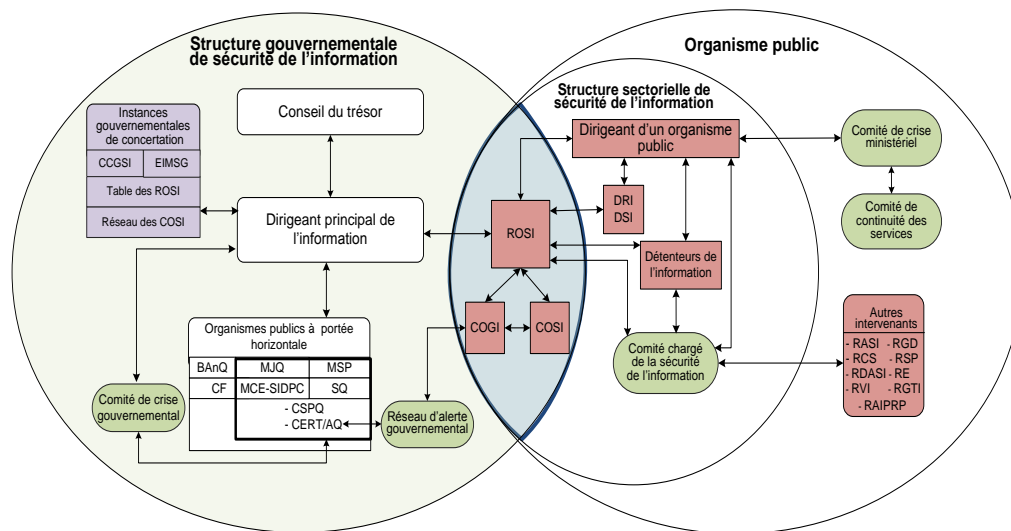 Structure gouvernementale
de sécurité de l'information
Organisme public
Structure sectorielle de
sécurité de l'information
Instances
gouvernementales
de concertation
CCGSI
EIMSG
Table des ROSI
Réseau des COSI
Conseil du trésor
Dirigeant principal de
l'information
Organismes publics à portée
horizontale
BAnQ
MJQ
MSP
CF
MCE-SIDPC
SQ
- CSPQ
- CERT/AQ
Comité de crise
gouvernemental
Réseau d'alerte
gouvernemental
ROSI
COGI
COSI
Dirigeant d'un organisme
public
DRI
DSI
Détenteurs de
l'information
Comité chargé
de la sécurité
de l'information
Comité de crise
ministériel
Comité de
continuité des
services
Autres
intervenants
- RASI - RGD
- RCS - RSP
- RDASI - RE
- RVI - RGTI
- RAIPRP